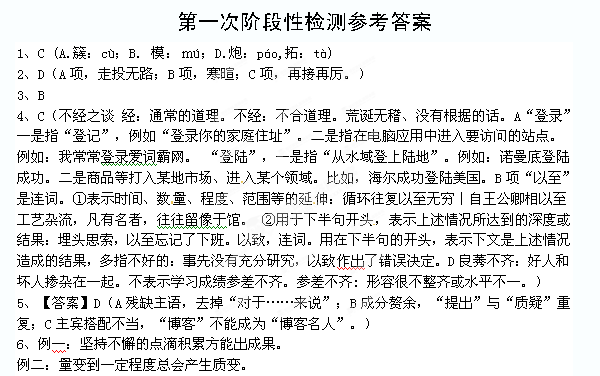 第一次阶段性检测参考答案
1、C（A.簇：cù；B. 模：mú；D.炮：páo,拓：tà）
2、D（A项，走投无路；B项，寒暄；C项，再接再厉。）
3、B
4、C（不经之谈 经：通常的道理。不经：不合道理。荒诞无稽、没有根据的话。A“登录”
一是指“登记”，例如“登录你的家庭住址”。二是指在电脑应用中进入要访问的站点。
例如：我常常登录爱词霸网。 “登陆”，一是指“从水域登上陆地”。例如：诺曼底登陆
成功。二是商品等打入某地市场、进入某个领域。比如，海尔成功登陆美国。B项“以至”
是连词。①表示时间、数量、程度、范围等的延伸：循环往复以至无穷｜自王公卿相以至
工艺杂流，凡有名者，往往留像于馆。 ②用于下半句开头，表示上述情况所达到的深度或
结果：埋头思索，以至忘记了下班。以致，连词。用在下半句的开头，表示下文是上述情况
造成的结果，多指不好的：事先没有充分研究，以致作出了错误决定。D良莠不齐：好人和
坏人掺杂在一起。不表示学习成绩参差不齐。参差不齐：形容很不整齐或水平不一。）
5、【答案】D（A残缺主语，去掉“对于……来说”；B成分赘余，“提出”与“质疑”重
复；C主宾搭配不当，“博客”不能成为“博客名人”。）
6、例一：坚持不懈的点滴积累方能出成果。
例二：量变到一定程度总会产生质变。